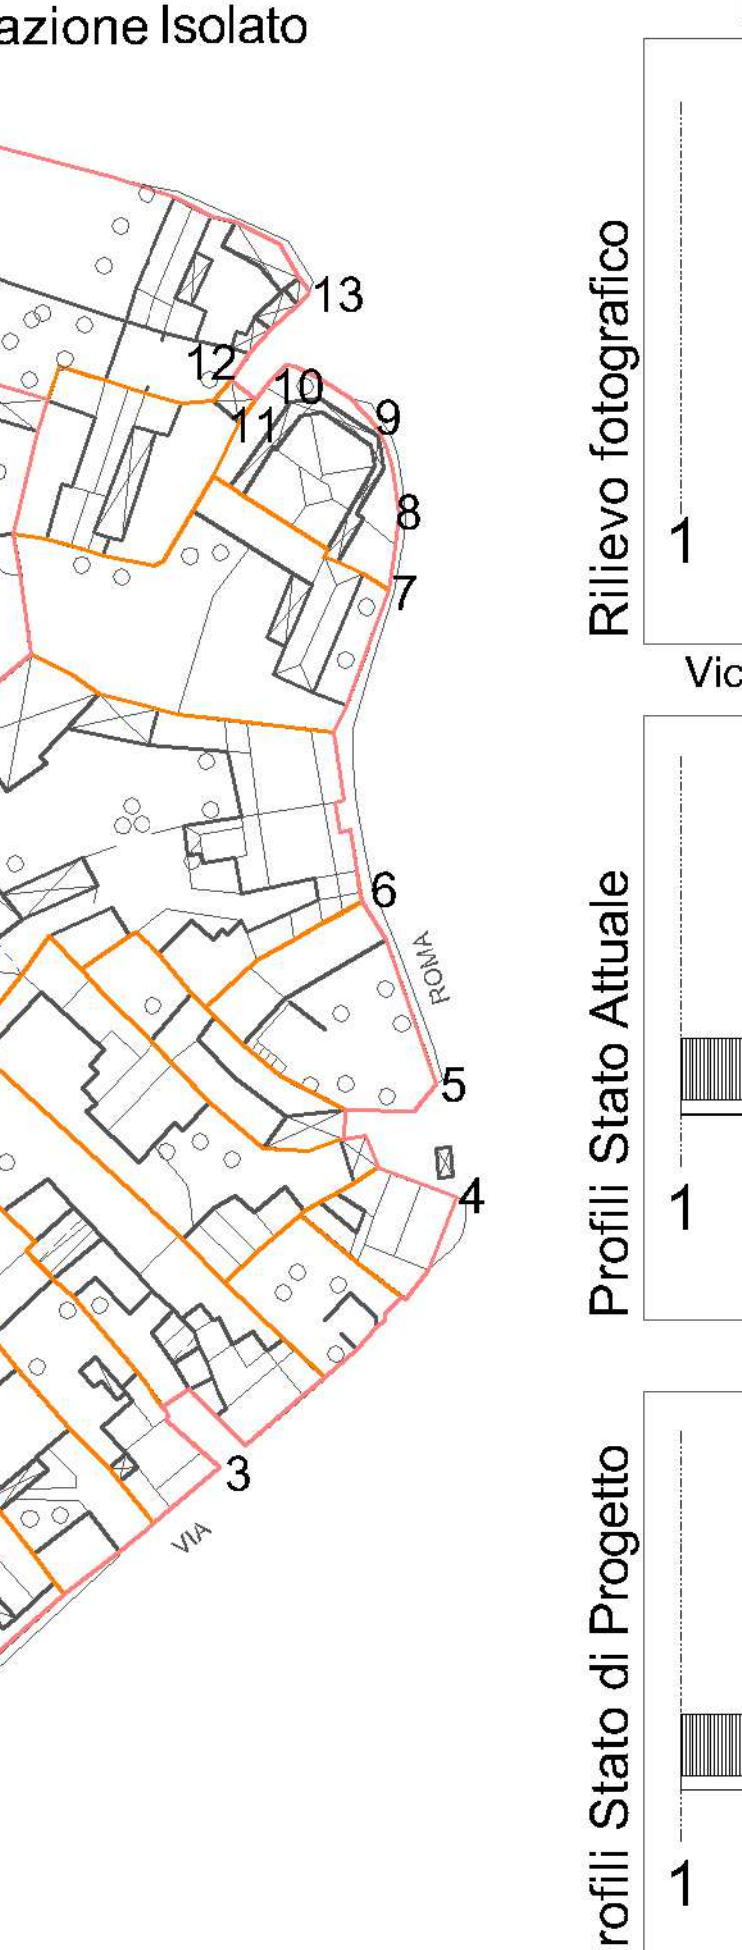 azione Isolato
13
12
10
11
9
8
7
6
ROMA
5
4
3
VIA
Rilievo fotografico
1
Vic
Profili Stato Attuale
1
rofili Stato di Progetto
1